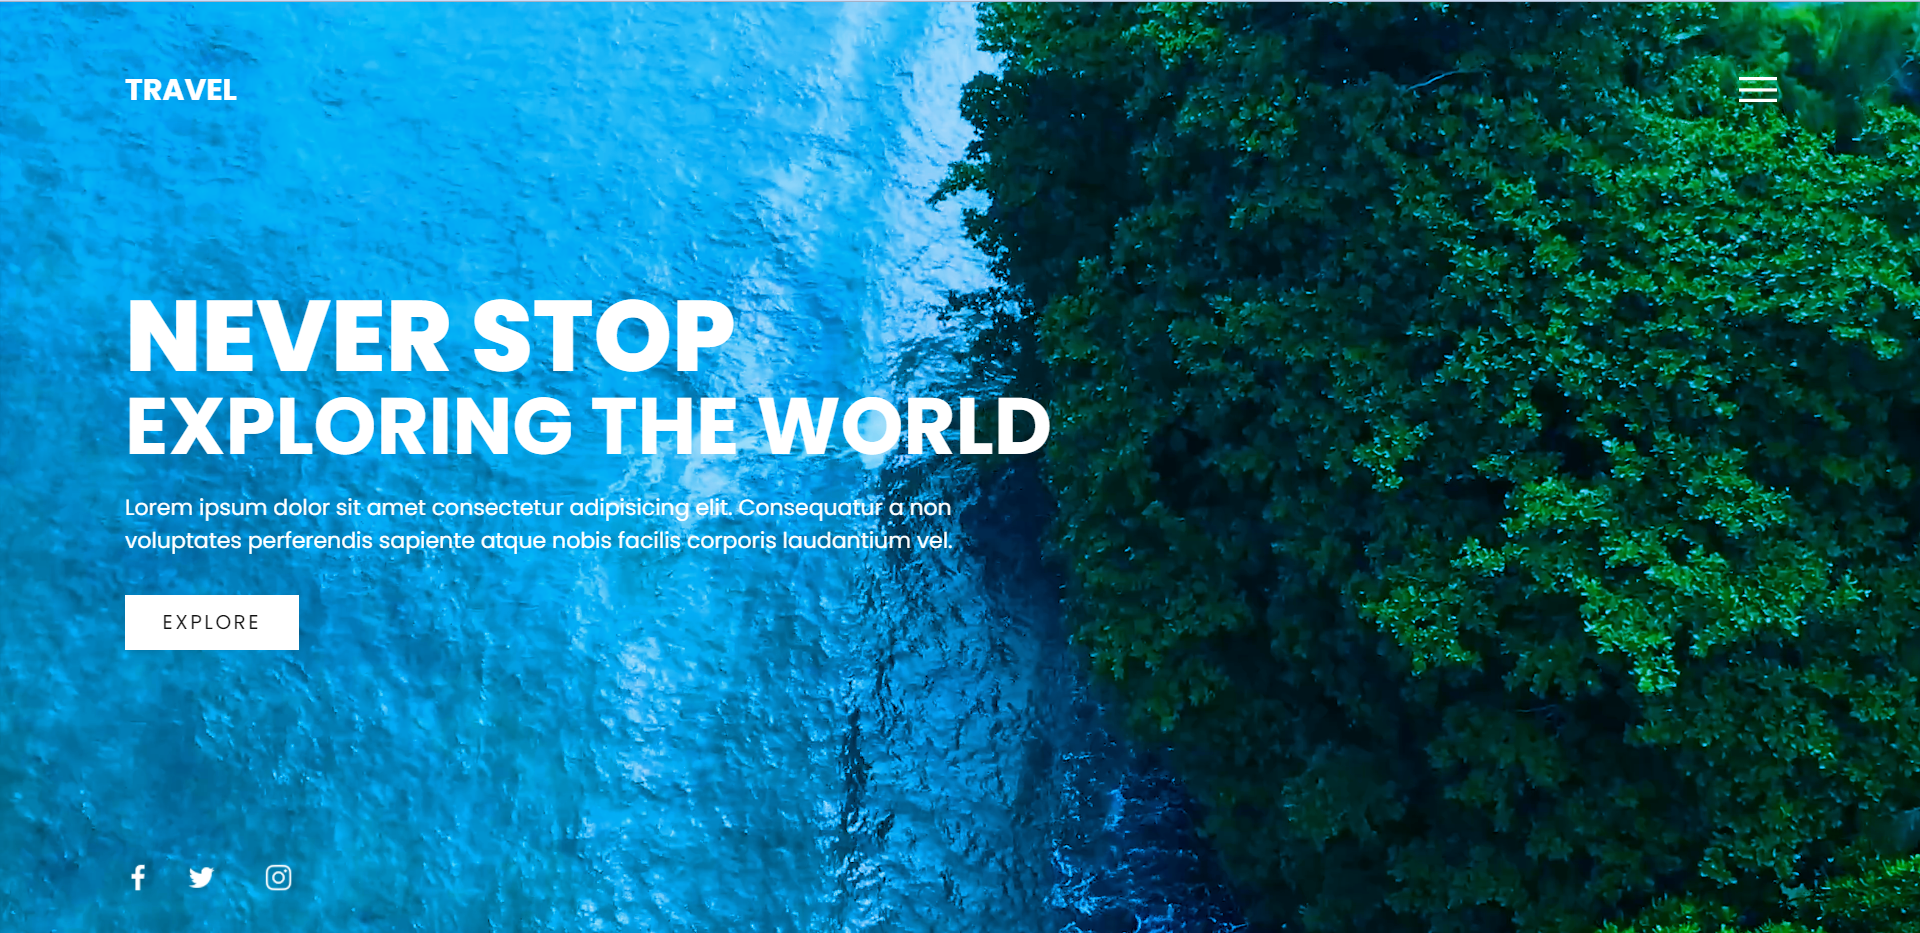 TRAVEL
NEVER STOP
EXPLORING THE WORLD
Lorem ipsum dolor sit amet consectetur adipisicing elit. Consequatur a non
voluptates perferendis sapiente atque nobis facilis corporis laudantium vel.
EXPLORE